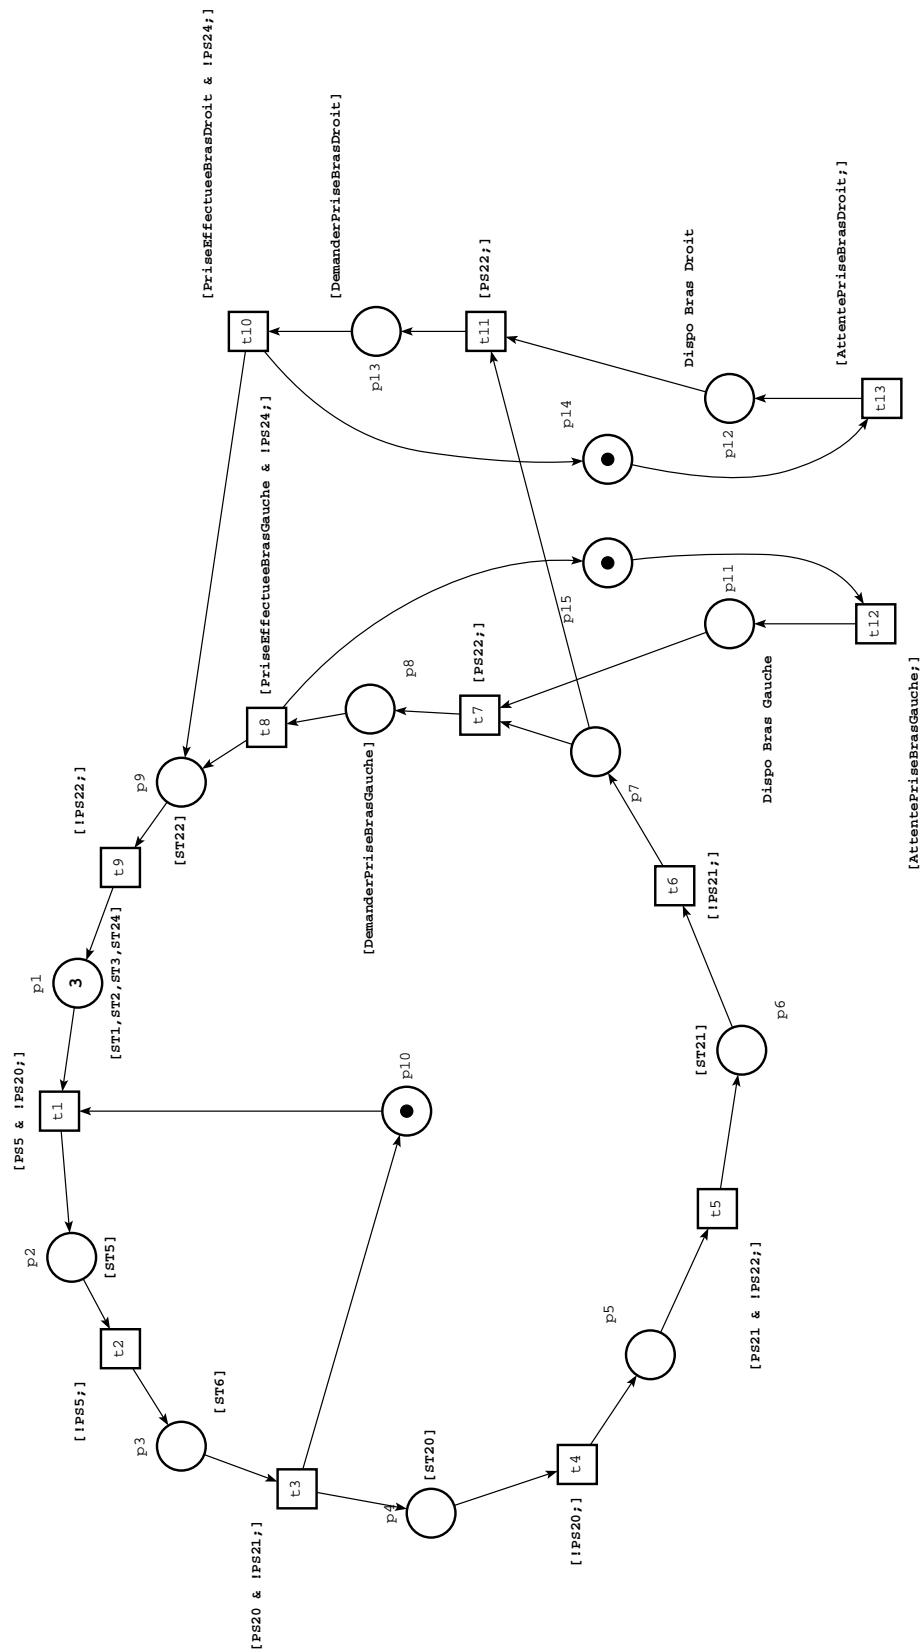 [PS5 & !PS20;]
p2
p1
t1
3
[!PS5;]
[!PS22;]
[ST5]
[ST1,ST2,ST3,ST24]
t2
t9
p3
p9
[ST22]
[PriseEffectueeBrasDroit & !PS24;]
[ST6]
t10
[PS20 & !PS21;]
t8
[PriseEffectueeBrasGauche & !PS24;]
t3
[DemanderPriseBrasDroit]
[DemanderPriseBrasGauche]
p13
p4
p10
p8
[ST20]
t7
[PS22;]
t11
[PS22;]
p15
p14
[!PS20;]
t4
p5
p7
t6
Dispo Bras Droit
[ST21]
[!PS21;]
t5
p11
p12
[PS21 & !PS22;]
Dispo Bras Gauche
p6
[AttentePriseBrasDroit;]
t12
t13
[AttentePriseBrasGauche;]